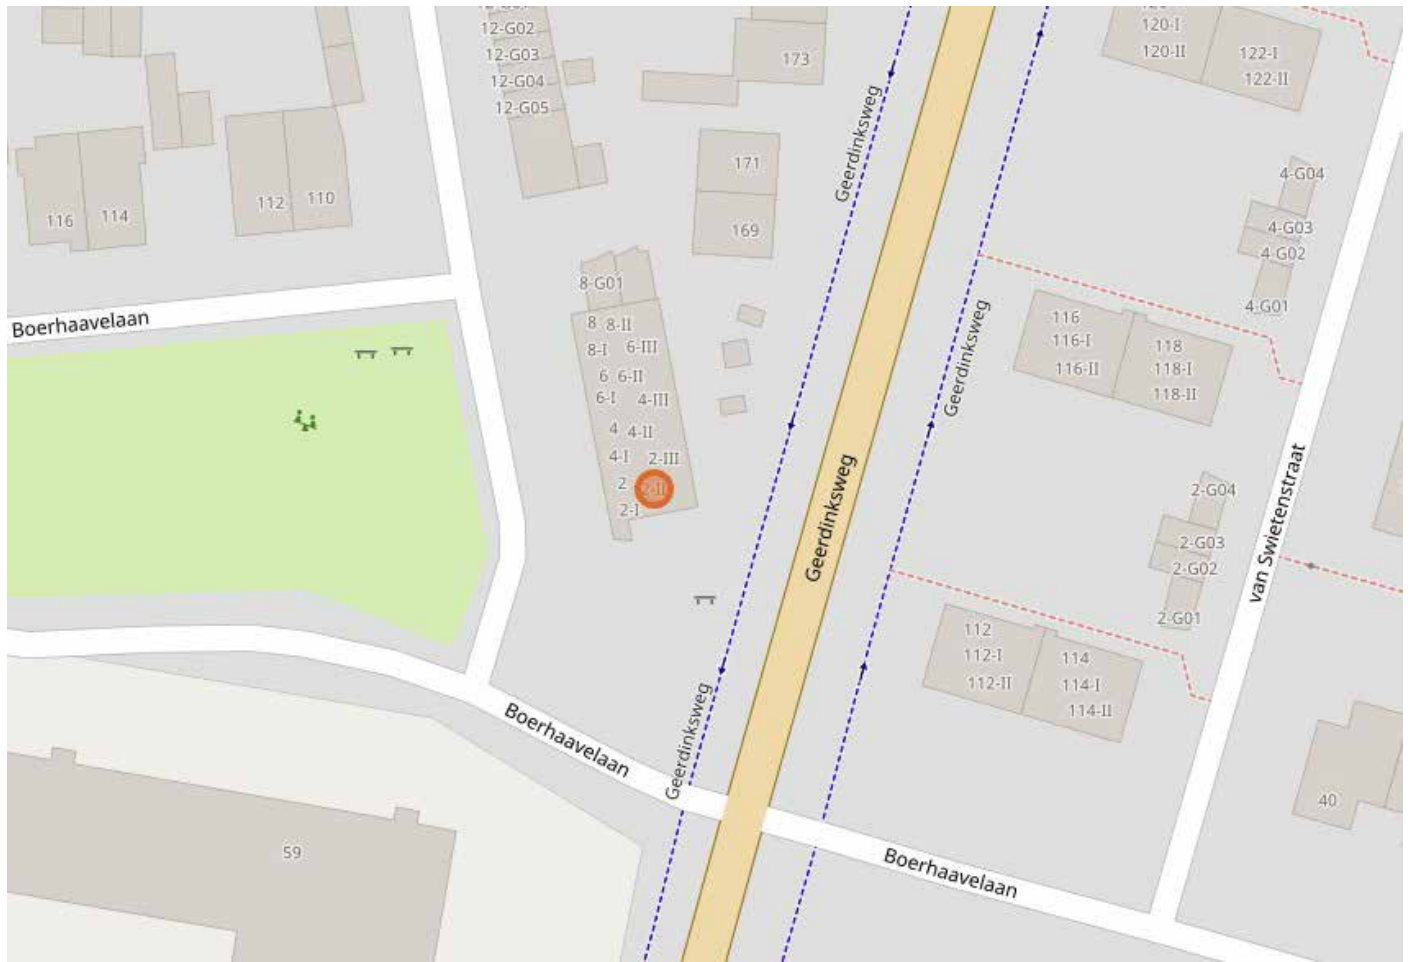 12-G02
12-G03
12-G04
12-G05
173
120-I
120-II
122-I
122-II
Geerdinksweg
171
169
116
114
112
110
4-G04
4-G03
4-G02
4-G01
Boerhaavelaan
8-G01
8
8-II
8-I
6-III
6
6-II
6-I
4-III
4
4-II
4-I
2-III
2
2-II
2-I
Geerdinksweg
116
116-I
116-II
118
118-I
118-II
Geerdinksweg
van Swietenstraat
2-G04
2-G03
2-G02
2-G01
112
112-I
112-II
114
114-I
114-II
Geerdinksweg
Boerhaavelaan
40
59
Boerhaavelaan